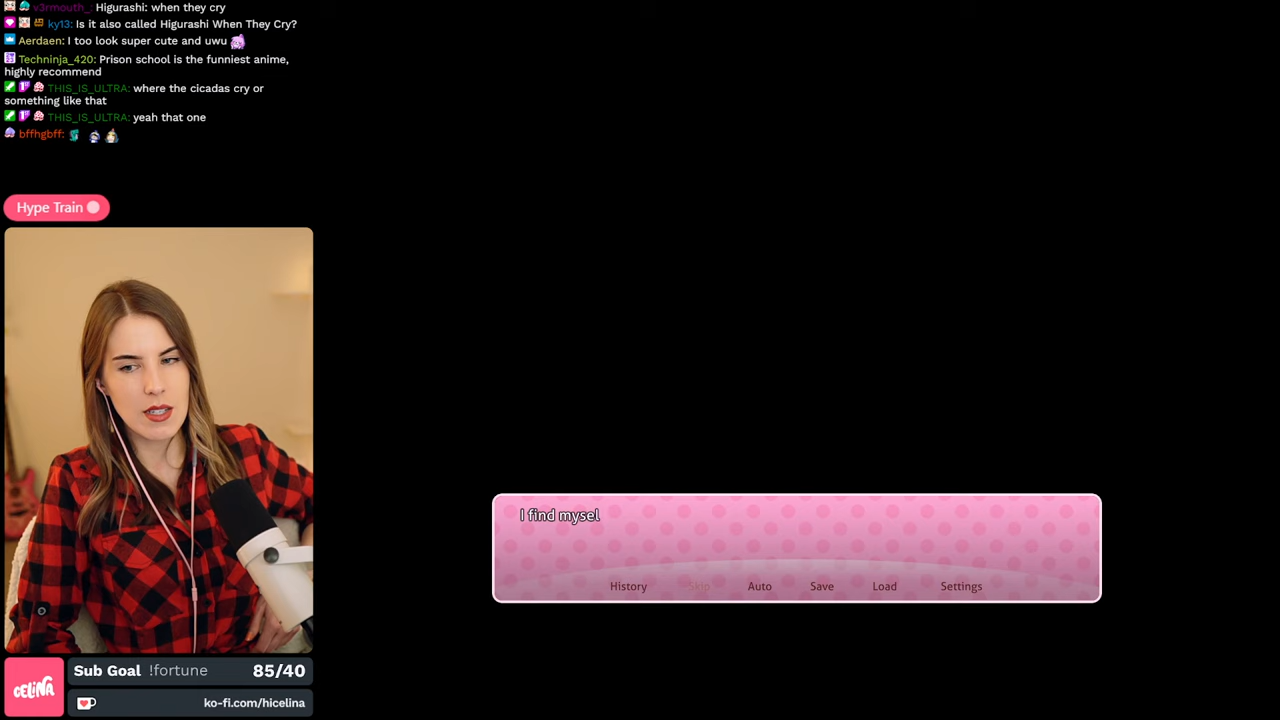 v3rmouth_: Higurashi: when they cry
ky13: Is it also called Higurashi When They Cry?
Aerdaen: I too look super cute and uwu
Techninja_420: Prison school is the funniest anime,
highly recommend
THIS_IS_ULTRA: where the cicadas cry or
something like that
THIS_IS_ULTRA: yeah that one
bffhgbff:
Hype Train
I find mysel
History Skip Auto Save Load Settings
CELINA
Sub Goal !fortune 85/40
ko-fi.com/hicelina